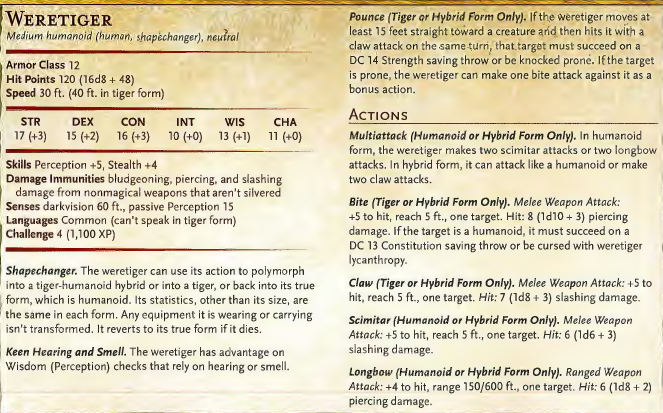 WERETIGER
Medium humanoid (human, shapechanger), neutral
Armor Class 12
Hit Points 120 (16d8 + 48)
Speed 30 ft. (40 ft. in tiger form)
STR DEX CON INT WIS CHA
17 (+3) 15 (+2) 16 (+3) 10 (+0) 13 (+1) 11 (+0)
Skills Perception +5, Stealth +4
Damage Immunities bludgeoning, piercing, and slashing
damage from nonmagical weapons that aren't silvered
Senses darkvision 60 ft., passive Perception 15
Languages Common (can't speak in tiger form)
Challenge 4 (1,100 XP)
Shapechanger. The weretiger can use its action to polymorph
into a tiger-humanoid hybrid or into a tiger, or back into its true
form, which is humanoid. Its statistics, other than its size, are
the same in each form. Any equipment it is wearing or carrying
isn't transformed. It reverts to its true form if it dies.
Keen Hearing and Smell. The weretiger has advantage on
Wisdom (Perception) checks that rely on hearing or smell.
Pounce (Tiger or Hybrid Form Only). If the weretiger moves at
least 15 feet straight toward a creature and then hits it with a
claw attack on the same turn, that target must succeed on a
DC 14 Strength saving throw or be knocked prone. If the target
is prone, the weretiger can make one bite attack against it as a
bonus action.
ACTIONS
Multiattack (Humanoid or Hybrid Form Only). In humanoid
form, the weretiger makes two scimitar attacks or two longbow
attacks. In hybrid form, it can attack like a humanoid or make
two claw attacks.
Bite (Tiger or Hybrid Form Only). Melee Weapon Attack:
+5 to hit, reach 5 ft., one target. Hit: 8 (1d10 + 3) piercing
damage. If the target is a humanoid, it must succeed on a
DC 13 Constitution saving throw or be cursed with weretiger
lycanthropy.
Claw (Tiger or Hybrid Form Only). Melee Weapon Attack: +5 to
hit, reach 5 ft., one target. Hit: 7 (1d8 + 3) slashing damage.
Scimitar (Humanoid or Hybrid Form Only). Melee Weapon
Attack: +5 to hit, reach 5 ft., one target. Hit: 6 (1d6 + 3)
slashing damage.
Longbow (Humanoid or Hybrid Form Only). Ranged Weapon
Attack: +4 to hit, range 150/600 ft., one target. Hit: 6 (1d8 + 2)
piercing damage.